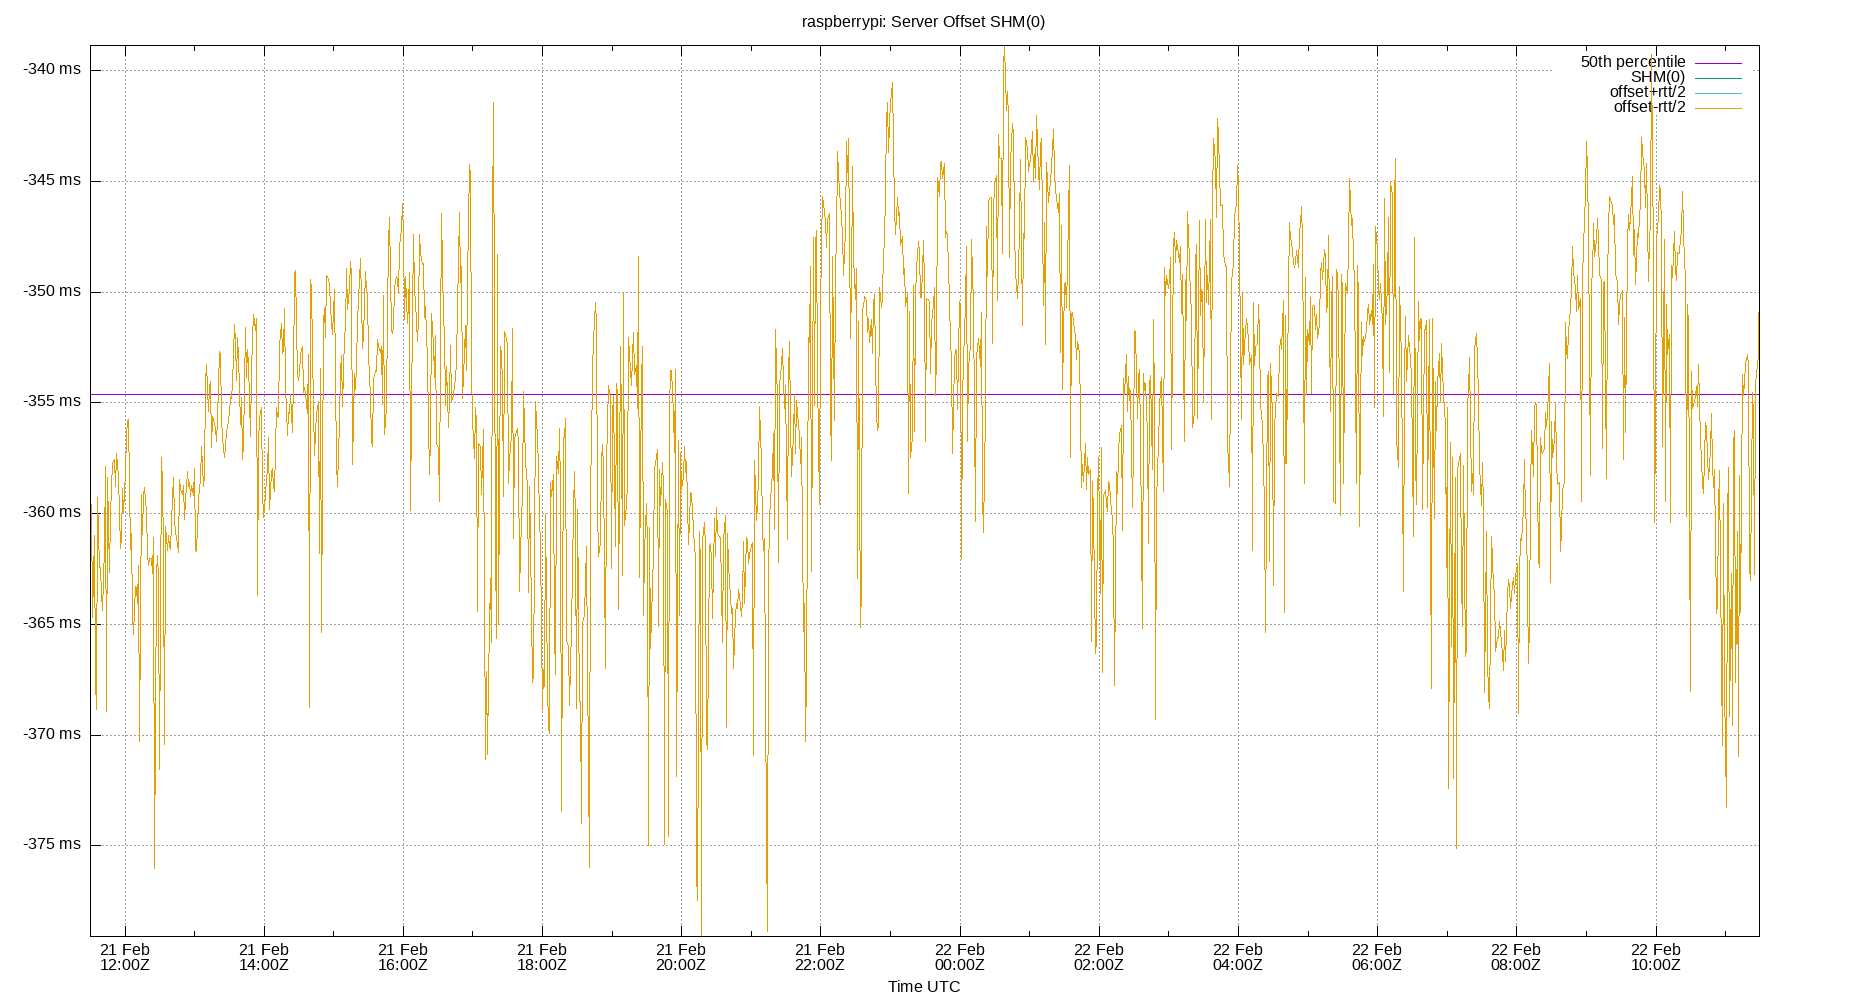 raspberrypi: Server Offset SHM(0)
50th percentile
SHM(0)
offset+rtt/2
offset-rtt/2
-340 ms
-345 ms
-350 ms
-355 ms
-360 ms
-365 ms
-370 ms
-375 ms
21 Feb 21 Feb 21 Feb 21 Feb 21 Feb 21 Feb 22 Feb 22 Feb 22 Feb 22 Feb 22 Feb 22 Feb
12:00Z 14:00Z 16:00Z 18:00Z 20:00Z 22:00Z 00:00Z 02:00Z 04:00Z 06:00Z 08:00Z 10:00Z
Time UTC